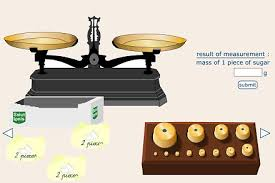 result of measurement :
mass of 1 piece of sugar
g
submit
2 pieces
2 pieces
2 pieces